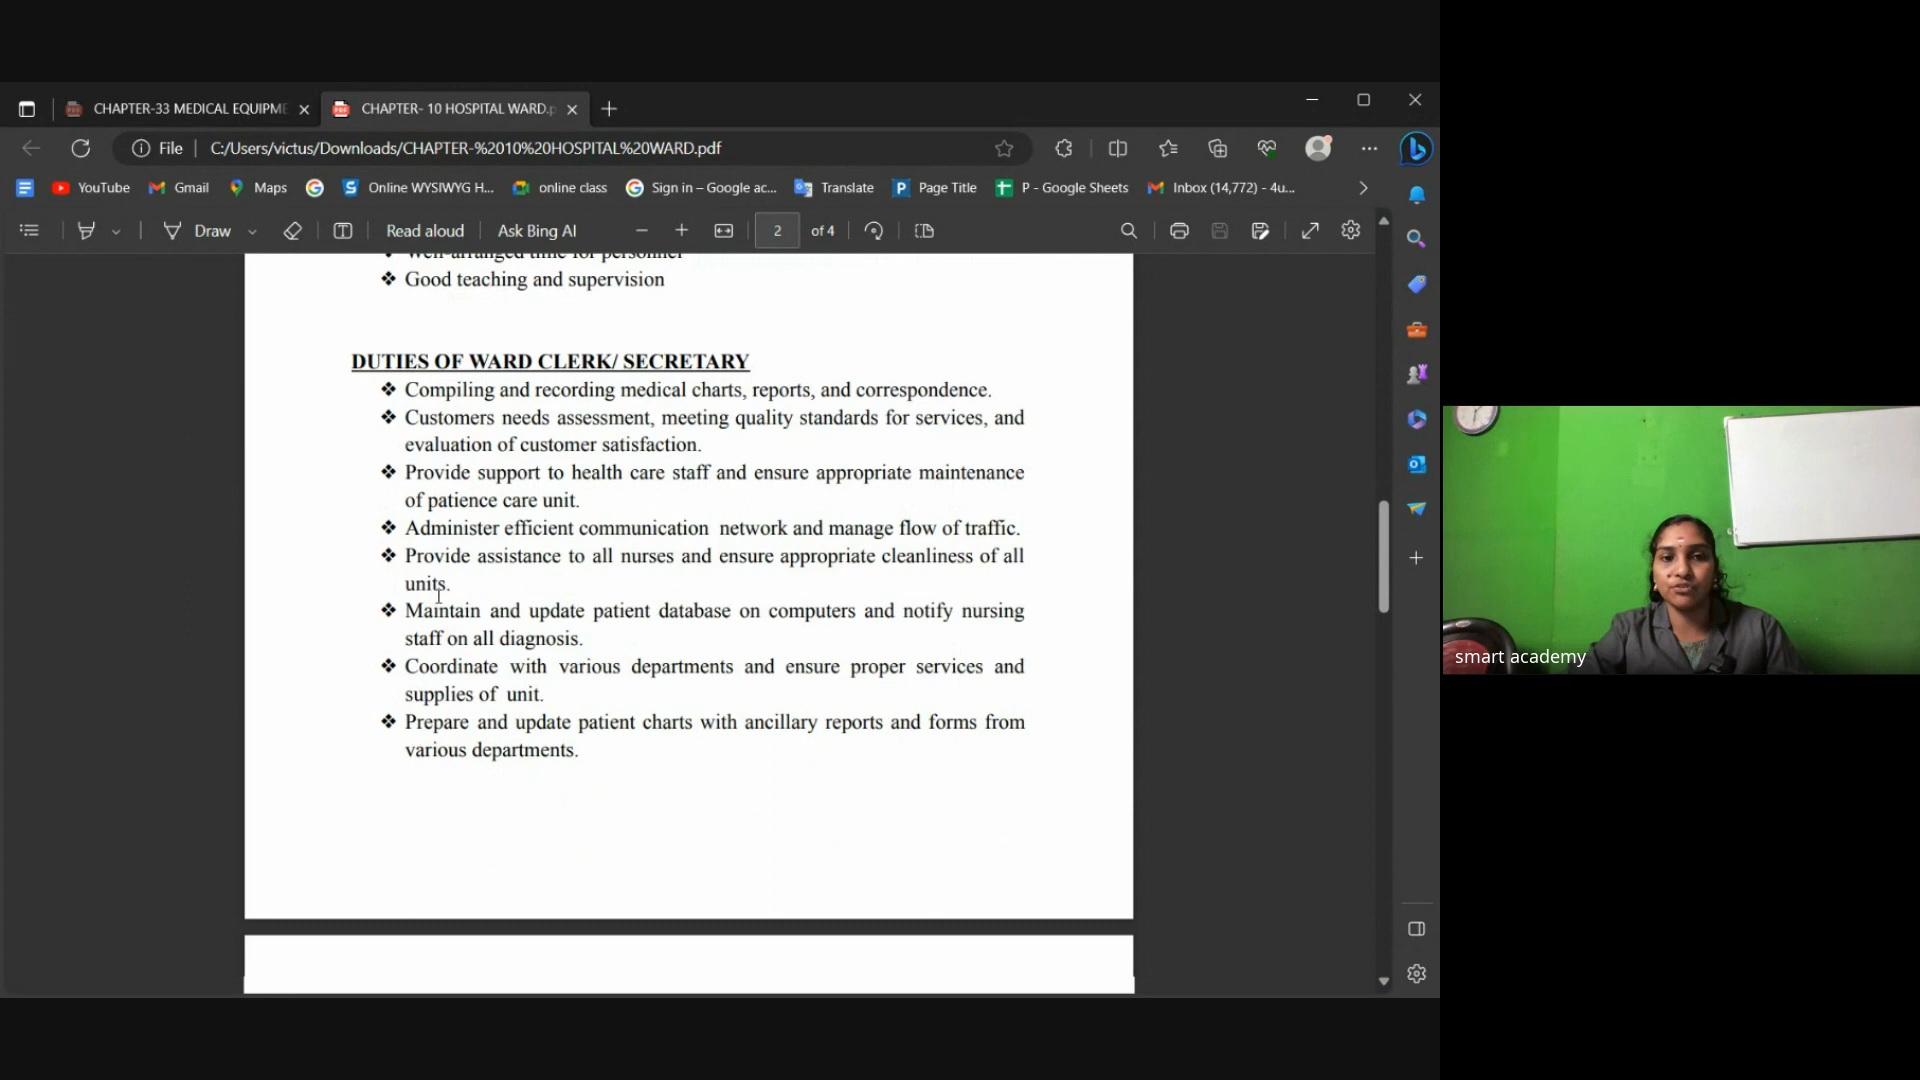 CHAPTER-33 MEDICAL EQUIPME
CHAPTER- 10 HOSPITAL WARD.p
File
C:/Users/victus/Downloads/CHAPTER-%2010%20HOSPITAL%20WARD.pdf
YouTube
Gmail
Maps
Online WYSIWYG H...
online class
Sign in – Google ac...
Translate
Page Title
P - Google Sheets
Inbox (14,772) - 4u...
Draw
Read aloud
Ask Bing AI
2
of 4
Well-arranged time for personnel
❖ Good teaching and supervision
DUTIES OF WARD CLERK/ SECRETARY
❖ Compiling and recording medical charts, reports, and correspondence.
❖ Customers needs assessment, meeting quality standards for services, and
evaluation of customer satisfaction.
❖ Provide support to health care staff and ensure appropriate maintenance
of patience care unit.
❖ Administer efficient communication network and manage flow of traffic.
❖ Provide assistance to all nurses and ensure appropriate cleanliness of all
units.
❖ Maintain and update patient database on computers and notify nursing
staff on all diagnosis.
❖ Coordinate with various departments and ensure proper services and
supplies of unit.
❖ Prepare and update patient charts with ancillary reports and forms from
various departments.
smart academy